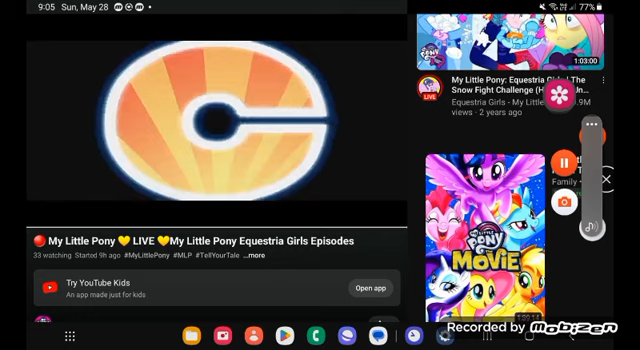 9:05 Sun, May 28
77%
1:03:00
LIVE
My Little Pony: Equestria Girls | The
Snow Fight Challenge
Equestria Girls - My Little
views • 2 years ago
Family •
MY LITTLE
PONY
THE
MOVIE
🔴 My Little Pony 💛 LIVE 💛My Little Pony Equestria Girls Episodes
33 watching Started 9h ago #MyLittlePony #MLP #TellYourTale ...more
Try YouTube Kids
An app made just for kids
Open app
Recorded by mobizen